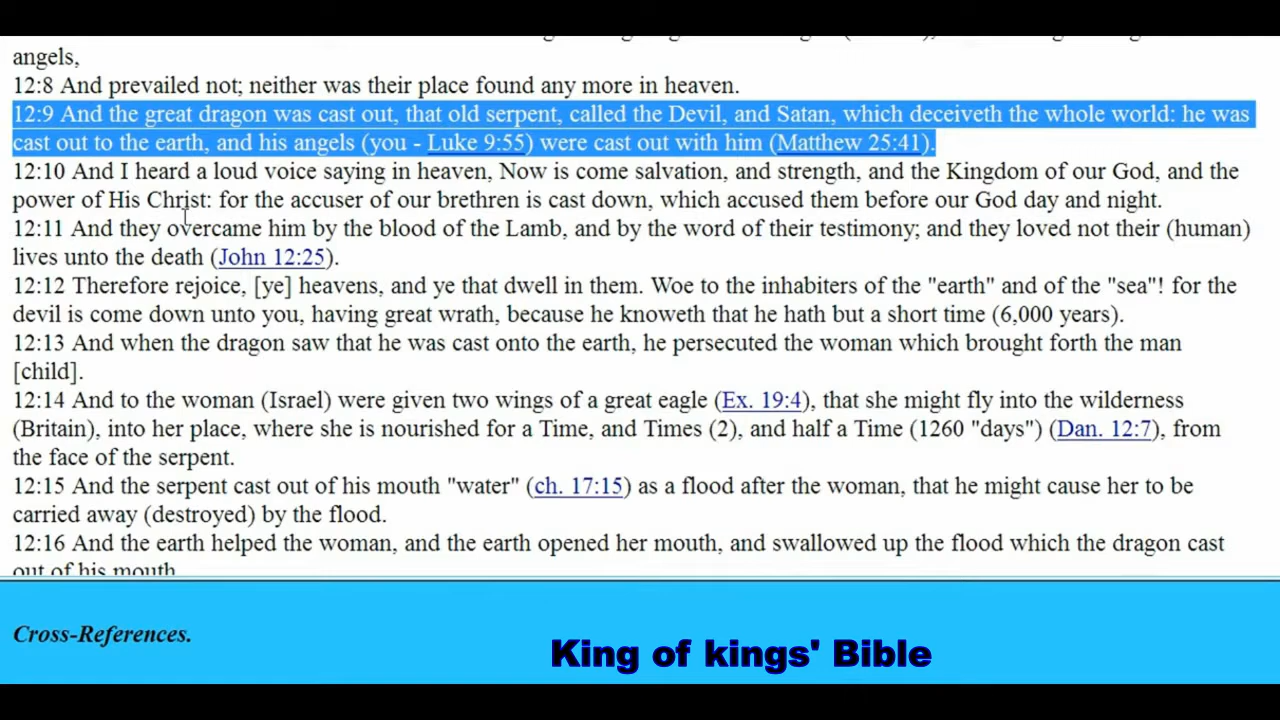 angels,
12:8 And prevailed not; neither was their place found any more in heaven.
12:9 And the great dragon was cast out, that old serpent, called the Devil, and Satan, which deceiveth the whole world: he was
cast out to the earth, and his angels (you - Luke 9:55) were cast out with him (Matthew 25:41).
12:10 And I heard a loud voice saying in heaven, Now is come salvation, and strength, and the Kingdom of our God, and the
power of His Christ: for the accuser of our brethren is cast down, which accused them before our God day and night.
12:11 And they overcame him by the blood of the Lamb, and by the word of their testimony; and they loved not their (human)
lives unto the death (John 12:25).
12:12 Therefore rejoice, [ye] heavens, and ye that dwell in them. Woe to the inhabiters of the "earth" and of the "sea"! for the
devil is come down unto you, having great wrath, because he knoweth that he hath but a short time (6,000 years).
12:13 And when the dragon saw that he was cast onto the earth, he persecuted the woman which brought forth the man
[child].
12:14 And to the woman (Israel) were given two wings of a great eagle (Ex. 19:4), that she might fly into the wilderness
(Britain), into her place, where she is nourished for a Time, and Times (2), and half a Time (1260 "days") (Dan. 12:7), from
the face of the serpent.
12:15 And the serpent cast out of his mouth "water" (ch. 17:15) as a flood after the woman, that he might cause her to be
carried away (destroyed) by the flood.
12:16 And the earth helped the woman, and the earth opened her mouth, and swallowed up the flood which the dragon cast
out of his mouth
Cross-References.
King of kings' Bible